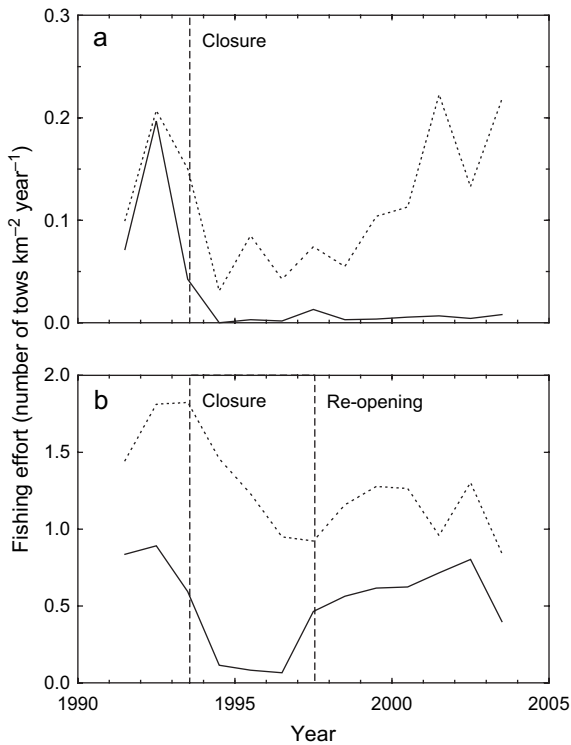 Fishing effort (number of tows km⁻² year⁻¹)
a
Closure
0.3
0.2
0.1
0.0
b
Closure
Re-opening
2.0
1.5
1.0
0.5
0.0
1990 1995 2000 2005
Year